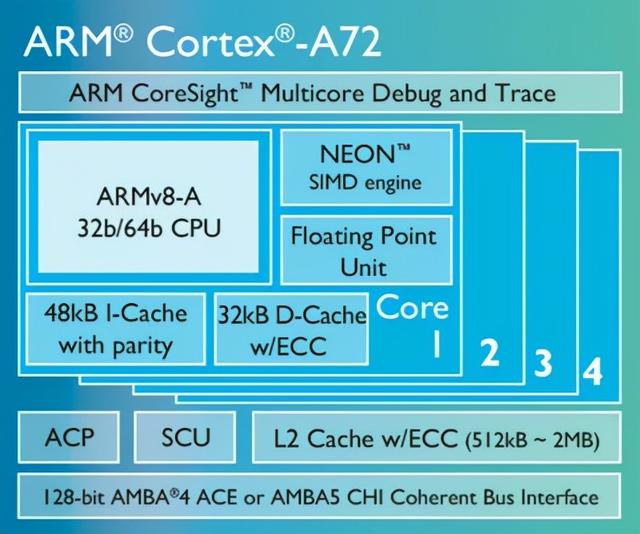 ARM® Cortex®-A72
ARM CoreSight™ Multicore Debug and Trace
ARMv8-A
32b/64b CPU
NEON™
SIMD engine
Floating Point
Unit
48kB I-Cache
with parity
32kB D-Cache
w/ECC
Core
1
2
3
4
ACP
SCU
L2 Cache w/ECC (512kB ~ 2MB)
128-bit AMBA®4 ACE or AMBA5 CHI Coherent Bus Interface